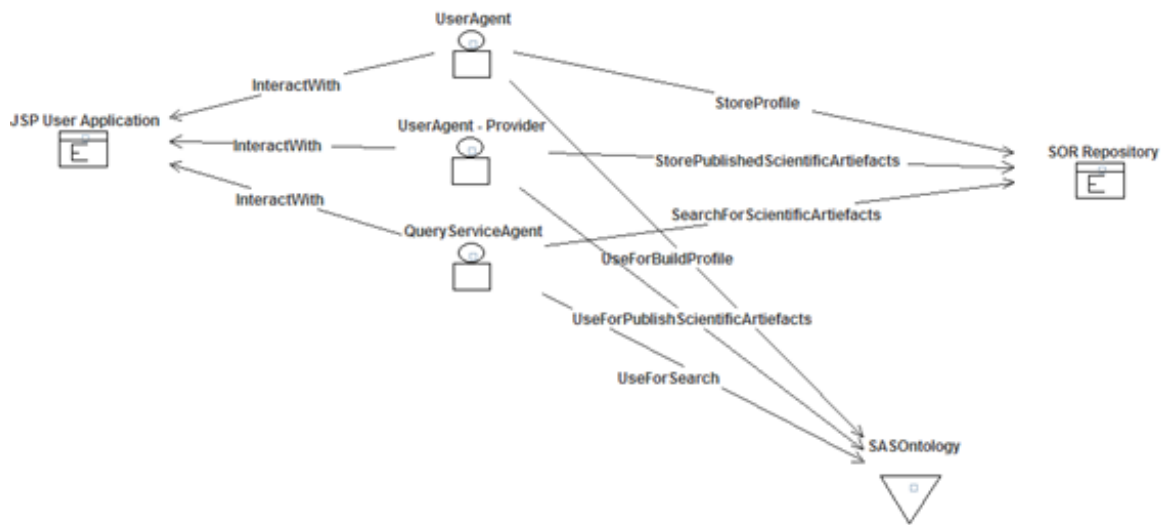 UserAgent
InteractWith
StoreProfile
JSP User Application
UserAgent - Provider
InteractWith
StorePublishedScientificArtiefacts
SOR Repository
InteractWith
SearchForScientificArtiefacts
QueryServiceAgent
UseForBuildProfile
UseForPublishScientificArtiefacts
UseForSearch
SASOntology
E
E